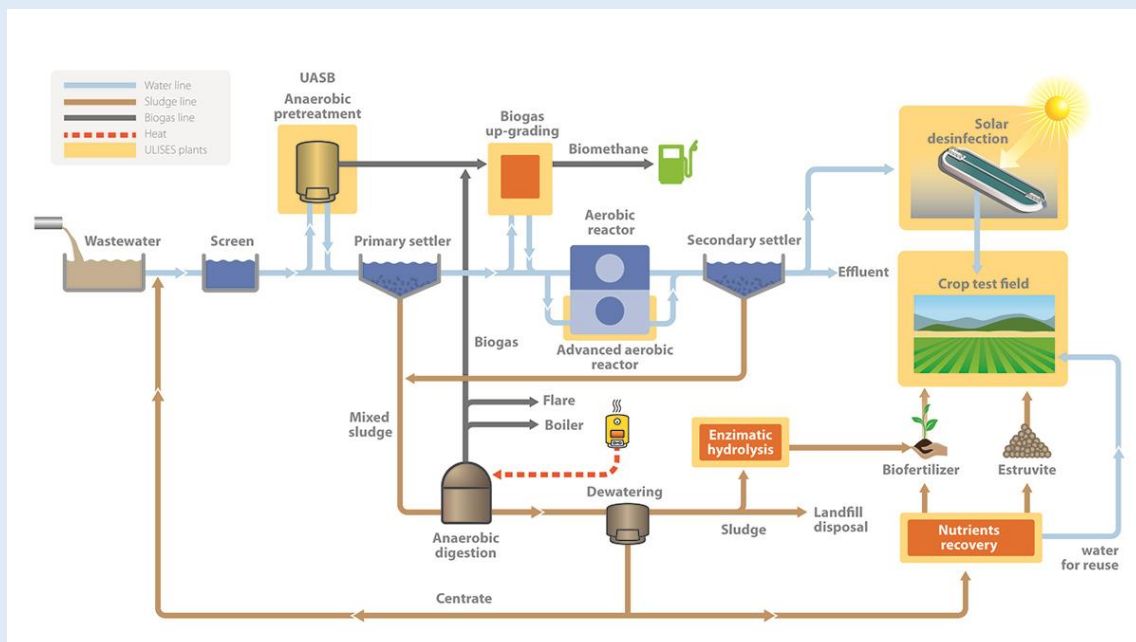 Water line
Sludge line
Biogas line
Heat
ULISES plants
UASB
Anaerobic
pretreatment
Biogas
up-grading
Biomethane
Solar
desinfection
Wastewater
Screen
Primary settler
Aerobic
reactor
Secondary settler
Effluent
Crop test field
Advanced aerobic
reactor
Biogas
Flare
Boiler
Mixed
sludge
Enzimatic
hydrolysis
Biofertilizer
Estruvite
Dewatering
Anaerobic
digestion
Sludge
Landfill
disposal
Nutrients
recovery
water
for reuse
Centrate